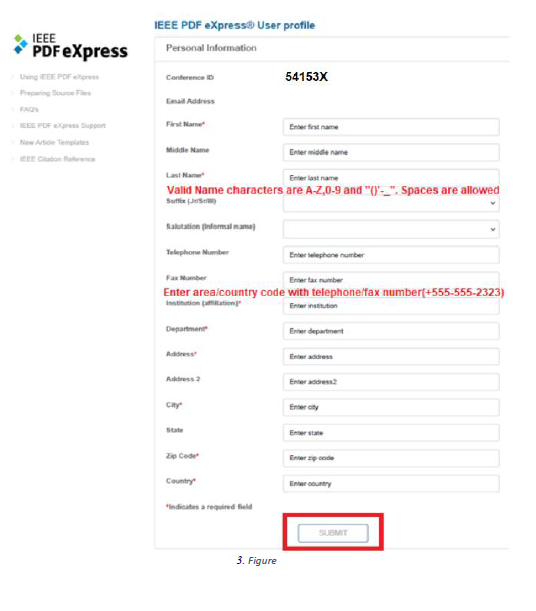 IEEE PDF eXpress® User profile
IEEE
PDF eXpress
Using IEEE PDF eXpress
Preparing Source Files
FAQs
IEEE PDF eXpress Support
New Article Templates
IEEE Citation Reference
Personal Information
Conference ID 54153X
Email Address
First Name* Enter first name
Middle Name Enter middle name
Last Name* Enter last name
Valid Name characters are A-Z,0-9 and "()'-_". Spaces are allowed
Suffix (Jr/Sr/III)
Salutation (Informal name)
Telephone Number Enter telephone number
Fax Number Enter fax number
Enter area/country code with telephone/fax number(+555-555-2323)
Institution (affiliation)* Enter institution
Department* Enter department
Address* Enter address
Address 2 Enter address2
City* Enter city
State Enter state
Zip Code* Enter zip code
Country* Enter country
*Indicates a required field
SUBMIT
3. Figure